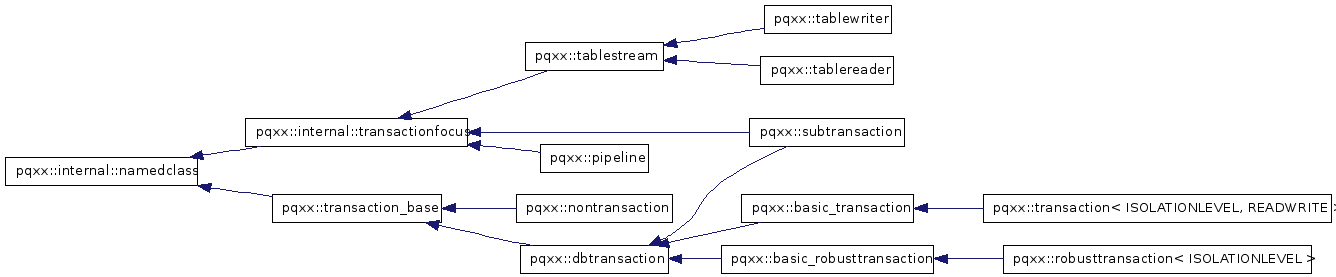 pqxx::tablewriter
pqxx::tablestream
pqxx::tablereader
pqxx::internal::transactionfocus
pqxx::subtransaction
pqxx::pipeline
pqxx::internal::namedclass
pqxx::transaction_base
pqxx::nontransaction
pqxx::basic_transaction
pqxx::transaction< ISOLATIONLEVEL, READWRITE >
pqxx::dbtransaction
pqxx::basic_robusttransaction
pqxx::robusttransaction< ISOLATIONLEVEL >